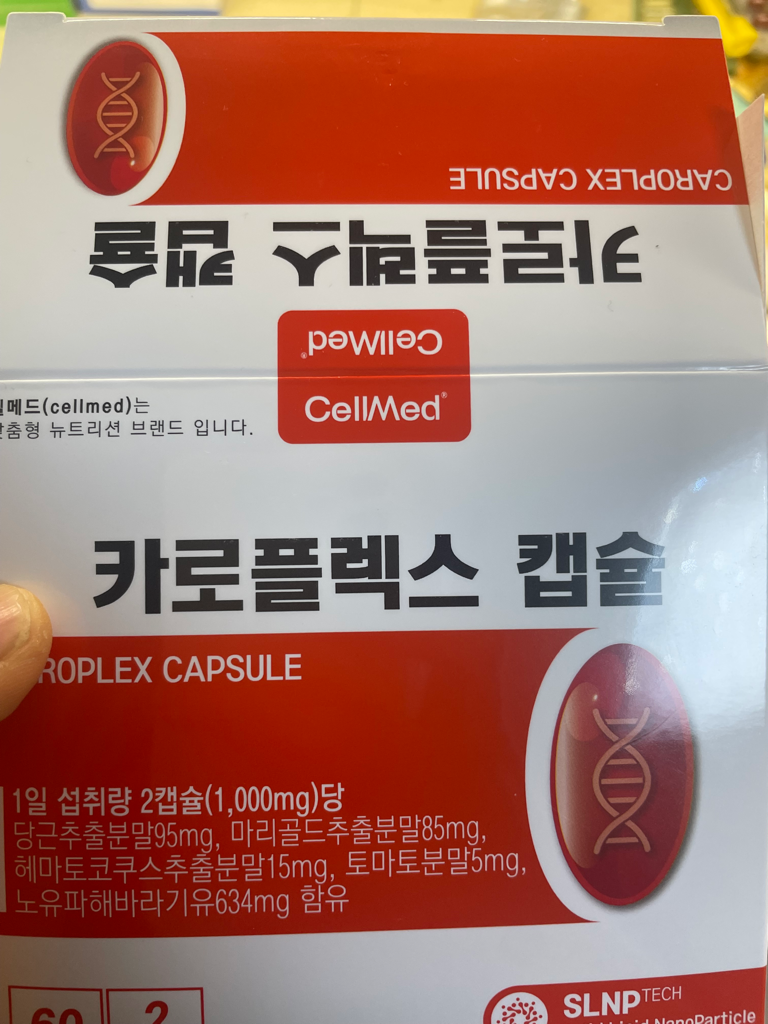 CAROPLEX CAPSULE
카로플렉스 캡슐
CellMed®
CellMed®
메드(cellmed)는
춤형 뉴트리션 브랜드 입니다.
카로플렉스 캡슐
ROPLEX CAPSULE
1일 섭취량 2캡슐(1,000mg)당
당근추출분말95mg, 마리골드추출분말85mg,
헤마토코쿠스추출분말15mg, 토마토분말5mg,
노유파해바라기유634mg 함유
60
2
SLNP TECH
NanoParticle